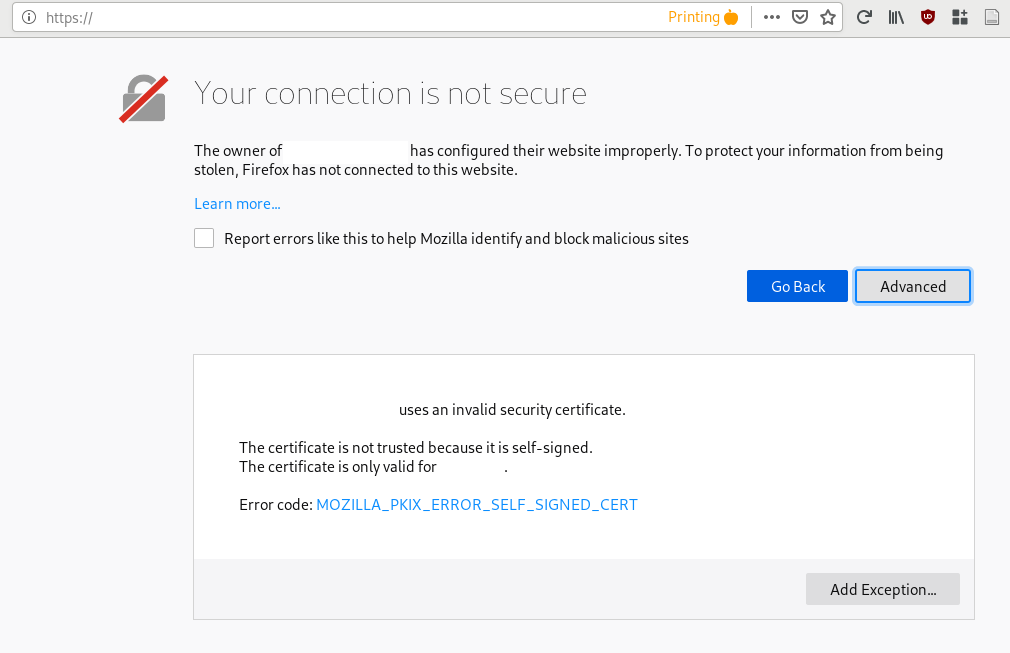 https://
Printing
Your connection is not secure
The owner of has configured their website improperly. To protect your information from being
stolen, Firefox has not connected to this website.
Learn more...
Report errors like this to help Mozilla identify and block malicious sites
Go Back
Advanced
uses an invalid security certificate.
The certificate is not trusted because it is self-signed.
The certificate is only valid for .
Error code: MOZILLA_PKIX_ERROR_SELF_SIGNED_CERT
Add Exception...